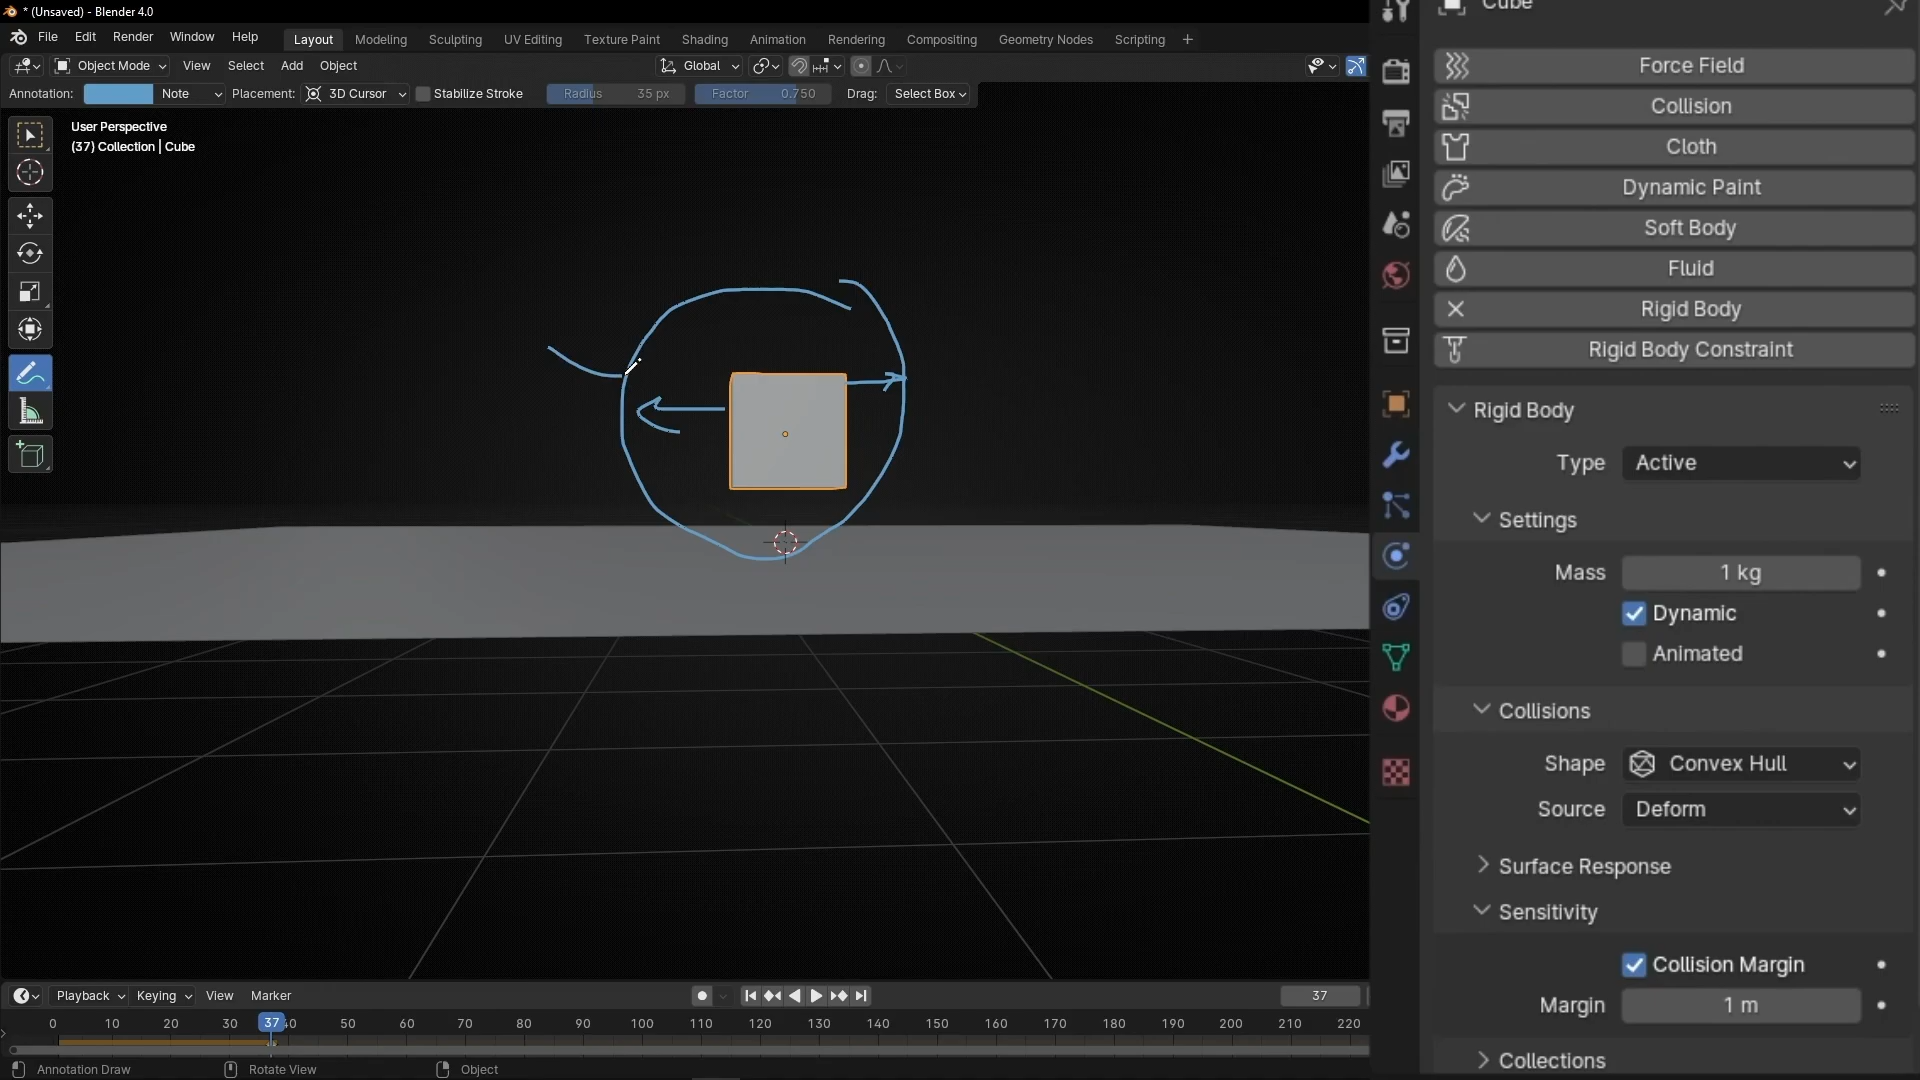 * (Unsaved) - Blender 4.0
File Edit Render Window Help Layout Modeling Sculpting UV Editing Texture Paint Shading Animation Rendering Compositing Geometry Nodes Scripting +
Object Mode View Select Add Object Global
Annotation: Note Placement: 3D Cursor Stabilize Stroke Radius 35 px Factor 0.750 Drag: Select Box
User Perspective
(37) Collection | Cube
Cube
Force Field
Collision
Cloth
Dynamic Paint
Soft Body
Fluid
Rigid Body
Rigid Body Constraint
Rigid Body
Type Active
Settings
Mass 1 kg
Dynamic
Animated
Collisions
Shape Convex Hull
Source Deform
Surface Response
Sensitivity
Collision Margin
Margin 1 m
Collections
Playback Keying View Marker 37
0 10 20 30 37 40 50 60 70 80 90 100 110 120 130 140 150 160 170 180 190 200 210 220
Annotation Draw Rotate View Object